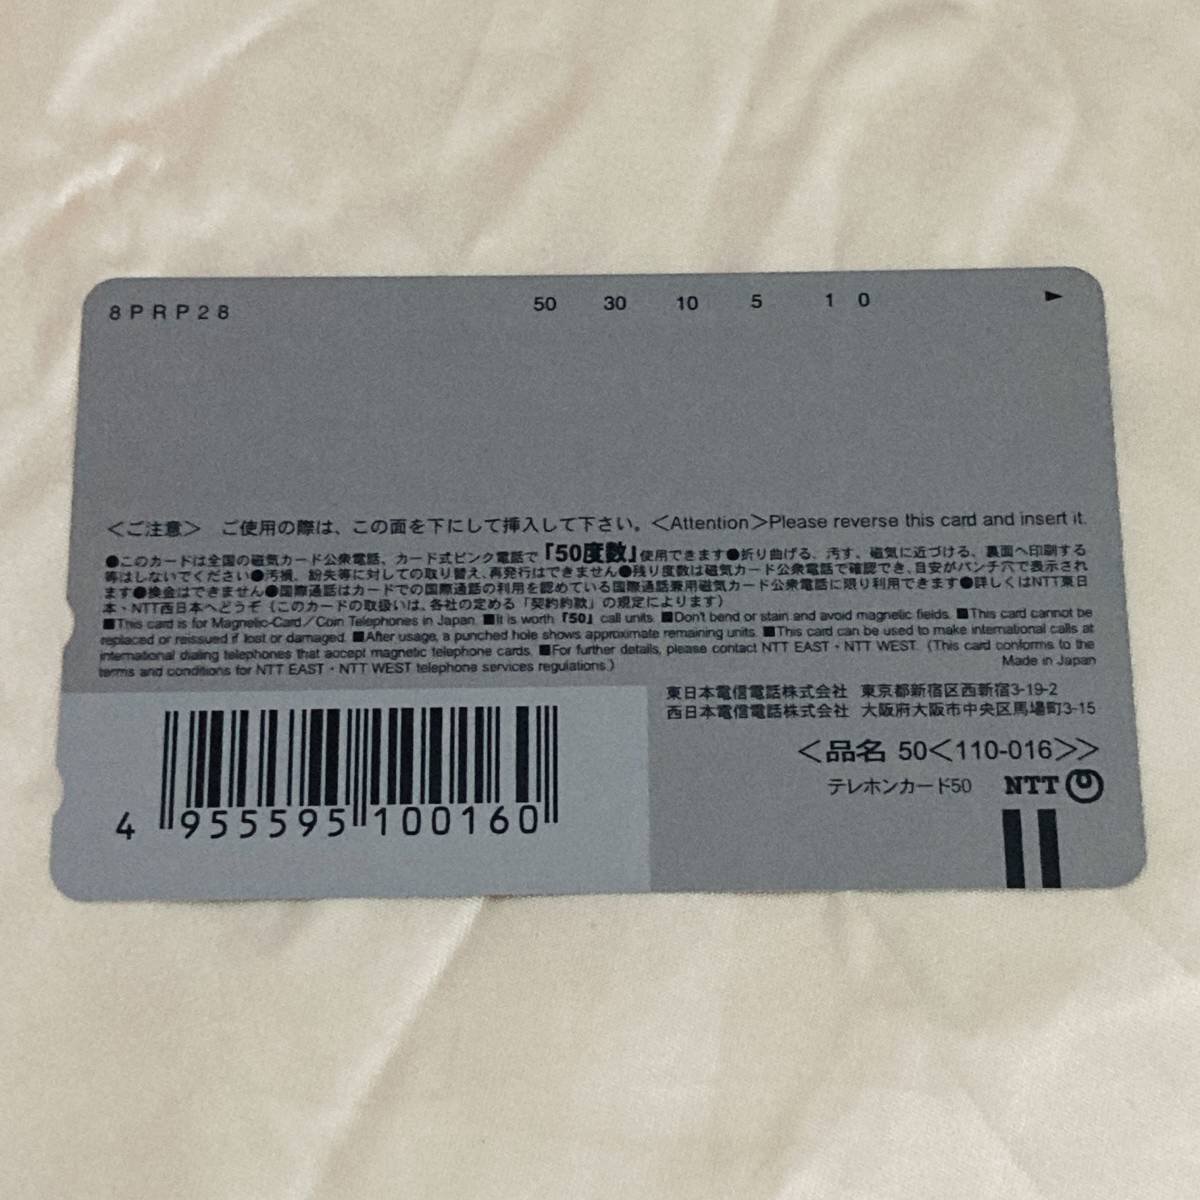 8PRP28
50 30 10 5 1 0
＜ご注意＞ ご使用の際は、この面を下にして挿入して下さい。＜Attention＞Please reverse this card and insert it.
●このカードは全国の磁気カード公衆電話、カード式ピンク電話で「50度数」使用できます●折り曲げる、汚す、磁気に近づける、裏面へ印刷する
等はしないでください●汚損、紛失等に対しての取り替え、再発行はできません●残り度数は磁気カード公衆電話で確認でき、目安がパンチ穴で表示され
ます●換金はできません●国際通話はカードでの国際通話の利用を認めている国際通話兼用磁気カード公衆電話に限り利用できます●詳しくはNTT東日
本・NTT西日本へどうぞ（このカードの取扱いは、各社の定める「契約約款」の規定によります）
■This card is for Magnetic-Card/Coin Telephones in Japan. ■It is worth「50」call units. ■Don't bend or stain and avoid magnetic fields. ■This card cannot be
replaced or reissued if lost or damaged. ■After usage, a punched hole shows approximate remaining units. ■This card can be used to make international calls at
international dialing telephones that accept magnetic telephone cards. ■For further details, please contact NTT EAST・NTT WEST. (This card conforms to the
terms and conditions for NTT EAST・NTT WEST telephone services regulations.)
Made in Japan
東日本電信電話株式会社 東京都新宿区西新宿3-19-2
西日本電信電話株式会社 大阪府大阪市中央区馬場町3-15
＜品名 50＜110-016＞＞
テレホンカード50 NTT
4 955595 100160